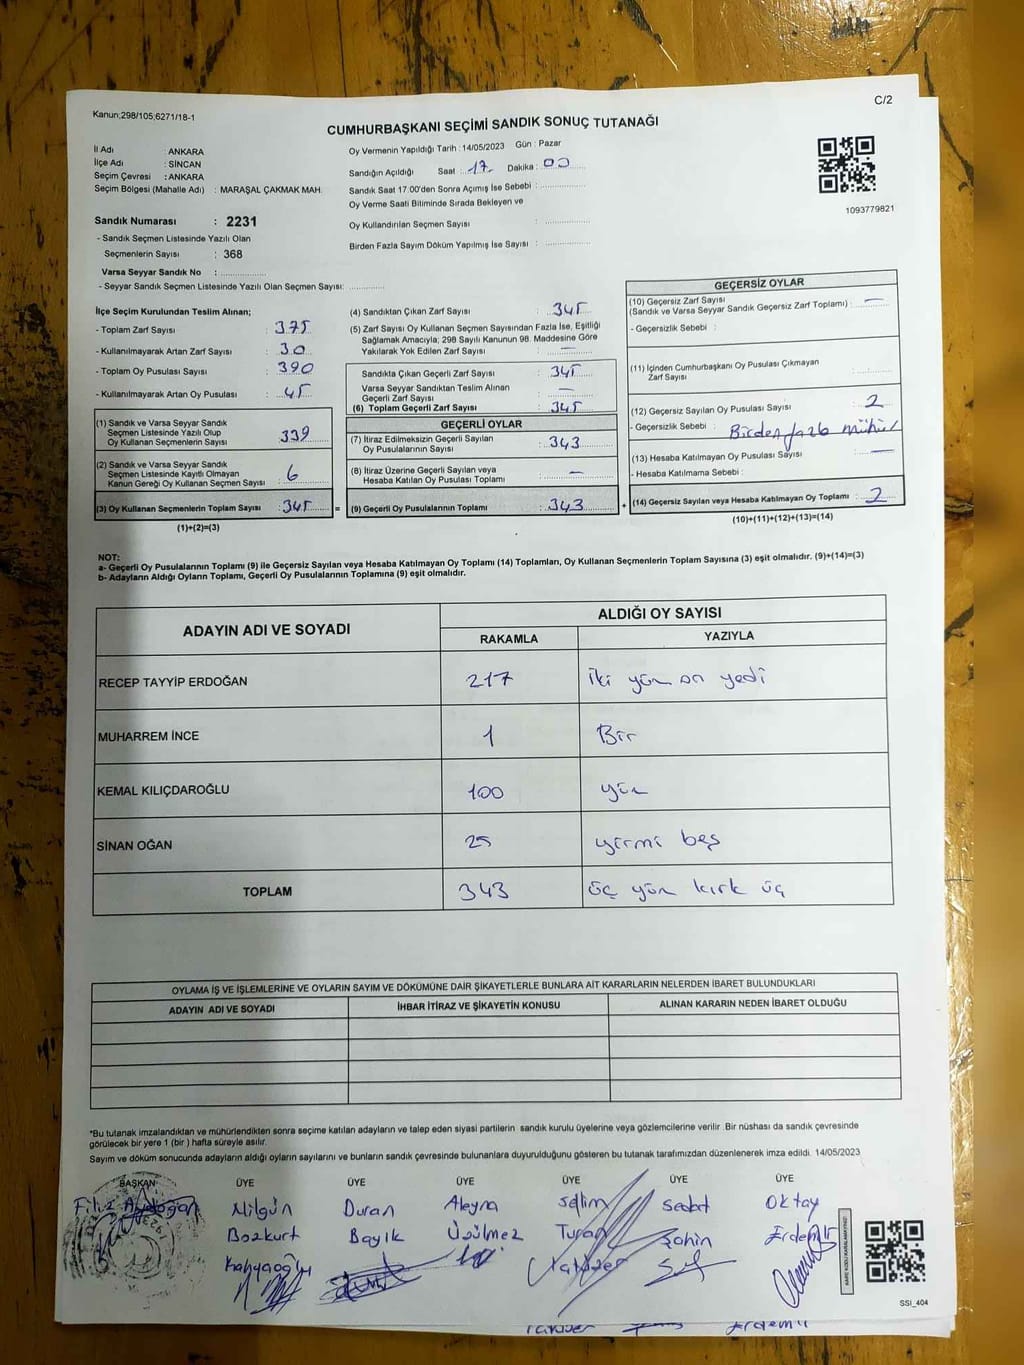 C/2
Kanun;298/105;6271/18-1
CUMHURBAŞKANI SEÇİMİ SANDIK SONUÇ TUTANAĞI
İl Adı : ANKARA
İlçe Adı : SİNCAN
Seçim Çevresi : ANKARA
Seçim Bölgesi (Mahalle Adı) : MARAŞAL ÇAKMAK MAH.
Sandık Numarası : 2231
- Sandık Seçmen Listesinde Yazılı Olan
Seçmenlerin Sayısı : 368
Varsa Seyyar Sandık No :
- Seyyar Sandık Seçmen Listesinde Yazılı Olan Seçmen Sayısı:
Oy Vermenin Yapıldığı Tarih : 14/05/2023 Gün : Pazar
Sandığın Açıldığı Saat : 17 Dakika : 00
Sandık Saat 17.00'den Sonra Açımış İse Sebebi :
Oy Verme Saati Bitiminde Sırada Bekleyen ve
Oy Kullandırılan Seçmen Sayısı :
Birden Fazla Sayım Döküm Yapılmış İse Sayısı :
1093779821
İlçe Seçim Kurulundan Teslim Alınan;
- Toplam Zarf Sayısı : 375
- Kullanılmayarak Artan Zarf Sayısı : 30
- Toplam Oy Pusulası Sayısı : 390
- Kullanılmayarak Artan Oy Pusulası : 45
(1) Sandık ve Varsa Seyyar Sandık
Seçmen Listesinde Yazılı Olup
Oy Kullanan Seçmenlerin Sayısı : 339
(2) Sandık ve Varsa Seyyar Sandık
Seçmen Listesinde Kayıtlı Olmayan
Kanun Gereği Oy Kullanan Seçmen Sayısı : 6
(3) Oy Kullanan Seçmenlerin Toplam Sayısı : 345 =
(1)+(2)=(3)
(4) Sandıktan Çıkan Zarf Sayısı : 345
(5) Zarf Sayısı Oy Kullanan Seçmen Sayısından Fazla İse, Eşitliği
Sağlamak Amacıyla; 298 Sayılı Kanunun 98. Maddesine Göre
Yakılarak Yok Edilen Zarf Sayısı : —
Sandıkta Çıkan Geçerli Zarf Sayısı : 345
Varsa Seyyar Sandıktan Teslim Alınan
Geçerli Zarf Sayısı : —
(6) Toplam Geçerli Zarf Sayısı : 345
GEÇERLİ OYLAR
(7) İtiraz Edilmeksizin Geçerli Sayılan
Oy Pusulalarının Sayısı : 343
(8) İtiraz Üzerine Geçerli Sayılan veya
Hesaba Katılan Oy Pusulası Toplamı : —
(9) Geçerli Oy Pusulalarının Toplamı : 343 +
GEÇERSİZ OYLAR
(10) Geçersiz Zarf Sayısı
(Sandık ve Varsa Seyyar Sandık Geçersiz Zarf Toplamı) : —
- Geçersizlik Sebebi :
(11) İçinden Cumhurbaşkanı Oy Pusulası Çıkmayan
Zarf Sayısı :
(12) Geçersiz Sayılan Oy Pusulası Sayısı : 2
- Geçersizlik Sebebi : Birden fazla mühür
(13) Hesaba Katılmayan Oy Pusulası Sayısı : —
- Hesaba Katılmama Sebebi :
(14) Geçersiz Sayılan veya Hesaba Katılmayan Oy Toplamı : 2
(10)+(11)+(12)+(13)=(14)
NOT:
a- Geçerli Oy Pusulalarının Toplamı (9) ile Geçersiz Sayılan veya Hesaba Katılmayan Oy Toplamı (14) Toplamları, Oy Kullanan Seçmenlerin Toplam Sayısına (3) eşit olmalıdır. (9)+(14)=(3)
b- Adayların Aldığı Oyların Toplamı, Geçerli Oy Pusulalarının Toplamına (9) eşit olmalıdır.
ADAYIN ADI VE SOYADI ALDIĞI OY SAYISI
RAKAMLA YAZIYLA
RECEP TAYYİP ERDOĞAN 217 iki yüz on yedi
MUHARREM İNCE 1 Bir
KEMAL KILIÇDAROĞLU 100 yüz
SİNAN OĞAN 25 yirmi beş
TOPLAM 343 üç yüz kırk üç
OYLAMA İŞ VE İŞLEMLERİNE VE OYLARIN SAYIM VE DÖKÜMÜNE DAİR ŞİKAYETLERLE BUNLARA AİT KARARLARIN NELERDEN İBARET BULUNDUKLARI
ADAYIN ADI VE SOYADI İHBAR İTİRAZ VE ŞİKAYETİN KONUSU ALINAN KARARIN NEDEN İBARET OLDUĞU
*Bu tutanak imzalandıktan ve mühürlendikten sonra seçime katılan adayların ve talep eden siyasi partilerin sandık kurulu üyelerine veya gözlemcilerine verilir. Bir nüshası da sandık çevresinde
görülecek bir yere 1 (bir ) hafta süreyle asılır.
Sayım ve döküm sonucunda adayların aldığı oyların sayılarını ve bunların sandık çevresinde bulunanlara duyurulduğunu gösteren bu tutanak tarafımızdan düzenlenerek imza edildi. 14/05/2023
BAŞKAN ÜYE ÜYE ÜYE ÜYE ÜYE ÜYE
Filiz Aydoğan Nilgün Duran Aleyna Selim Sedat Oktay
Bozkurt Bayık Üzülmez Turan Şahin Erdemir
Kahyaoğlu
SSI_404